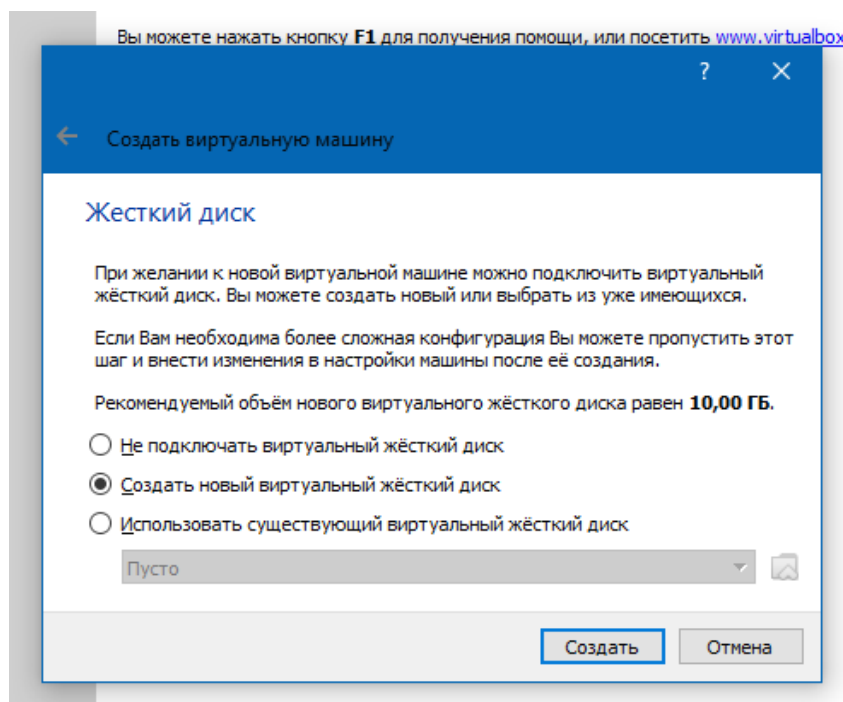 Вы можете нажать кнопку F1 для получения помощи, или посетить www.virtualbox
?
Создать виртуальную машину
Жесткий диск
При желании к новой виртуальной машине можно подключить виртуальный
жёсткий диск. Вы можете создать новый или выбрать из уже имеющихся.
Если Вам необходима более сложная конфигурация Вы можете пропустить этот
шаг и внести изменения в настройки машины после её создания.
Рекомендуемый объём нового виртуального жёсткого диска равен 10,00 ГБ.
Не подключать виртуальный жёсткий диск
Создать новый виртуальный жёсткий диск
Использовать существующий виртуальный жёсткий диск
Пусто
Создать Отмена